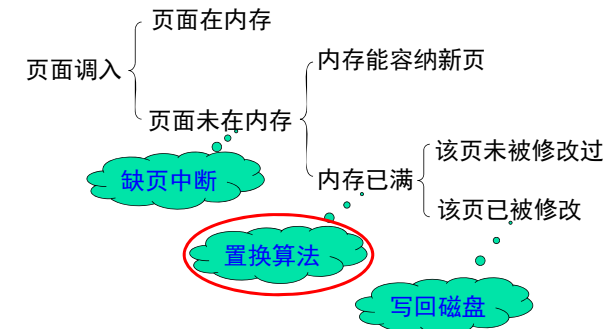 页面在内存
页面调入
内存能容纳新页
页面未在内存
该页未被修改过
缺页中断
内存已满
该页已被修改
置换算法
写回磁盘